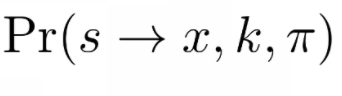 Pr(s → x, k, π)